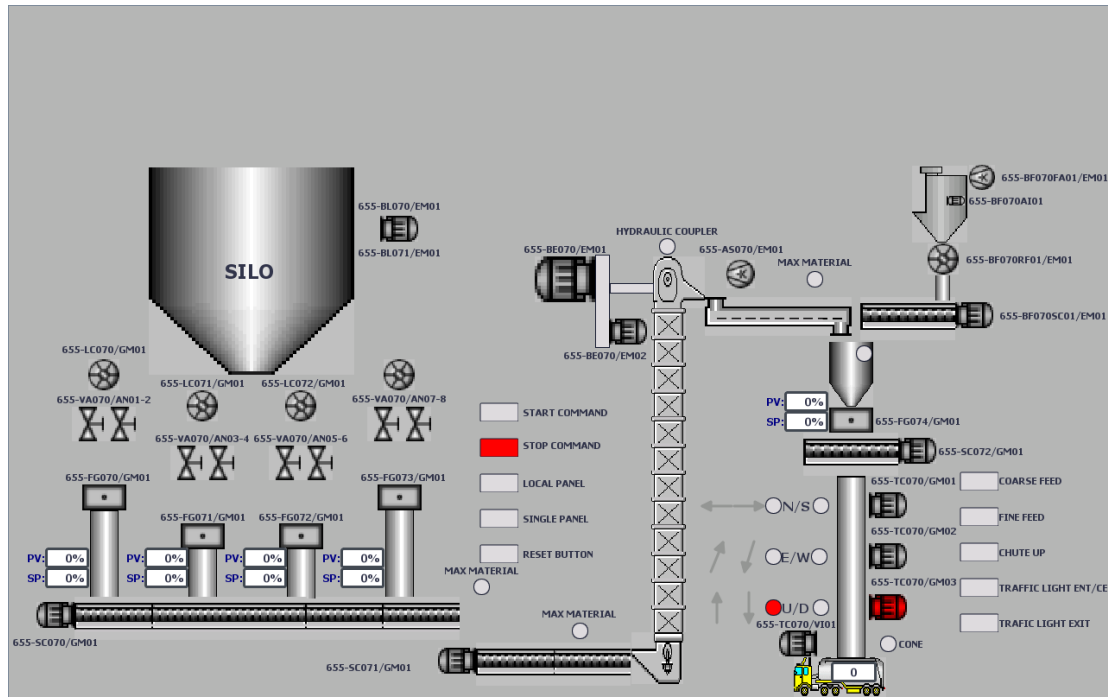 655-BF070FA01/EM01
655-BF070AI01
655-BL070/EM01
HYDRAULIC COUPLER
655-BE070/EM01
655-AS070/EM01
655-BL071/EM01
MAX MATERIAL
655-BF070RF01/EM01
SILO
655-BF070SC01/EM01
655-BE070/EM02
655-LC070/GM01
655-LC071/GM01
655-LC072/GM01
655-VA070/AN01-2
655-VA070/AN07-8
PV: 0%
SP: 0%
655-FG074/GM01
START COMMAND
STOP COMMAND
655-VA070/AN03-4
655-VA070/AN05-6
655-SC072/GM01
655-FG070/GM01
655-FG073/GM01
LOCAL PANEL
655-TC070/GM01
COARSE FEED
N/S
655-FG071/GM01
655-FG072/GM01
SINGLE PANEL
FINE FEED
655-TC070/GM02
RESET BUTTON
E/W
CHUTE UP
PV: 0%
PV: 0%
PV: 0%
PV: 0%
SP: 0%
SP: 0%
SP: 0%
SP: 0%
MAX MATERIAL
655-TC070/GM03
TRAFFIC LIGHT ENT/CE
U/D
MAX MATERIAL
655-TC070/VI01
TRAFIC LIGHT EXIT
655-SC070/GM01
CONE
655-SC071/GM01
0